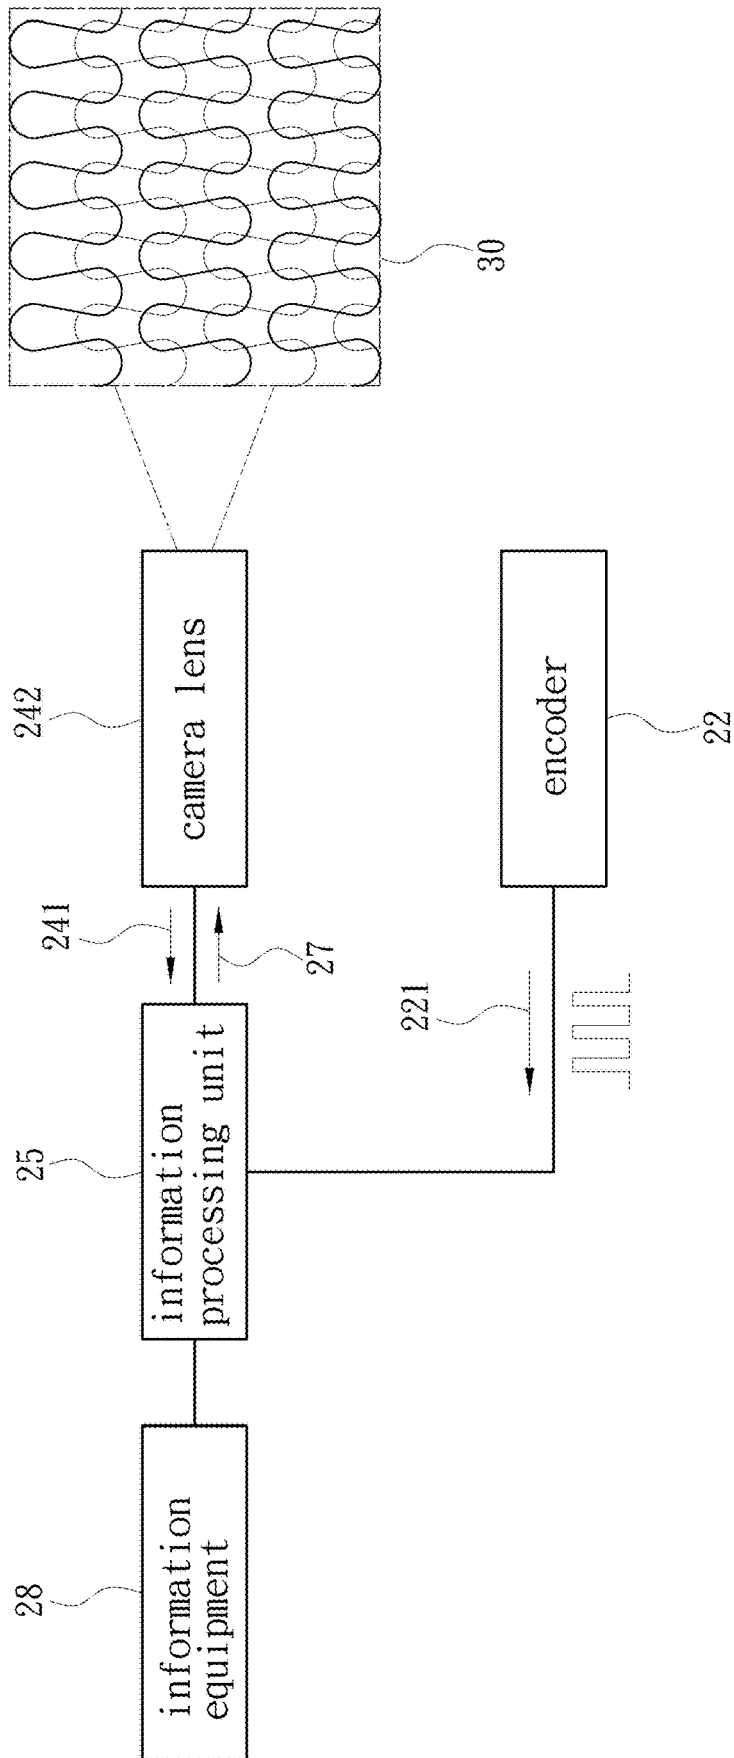 28
information
equipment
25
information
processing unit
241
27
242
camera lens
30
221
encoder
22